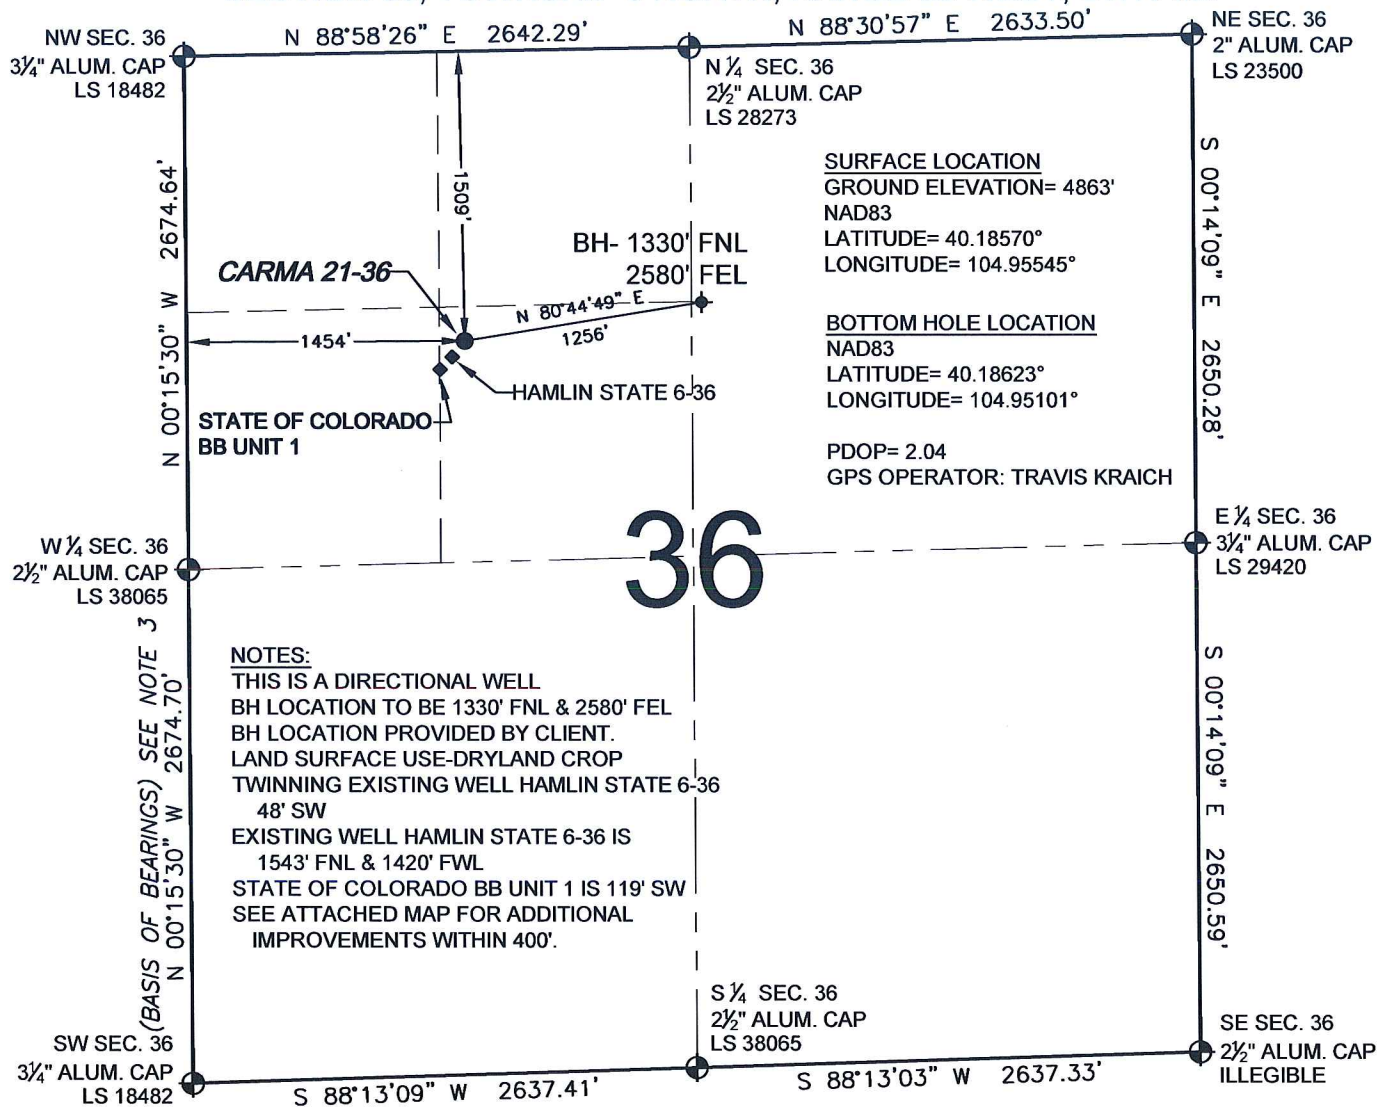 N 88°58'26" E 2642.29'
N 88°30'57" E 2633.50'
NW SEC. 36
3¼" ALUM. CAP
LS 18482
N ¼ SEC. 36
2½" ALUM. CAP
LS 28273
NE SEC. 36
2" ALUM. CAP
LS 23500
N 00°15'30" W 2674.64'
1509'
S 00°14'09" E 2650.28'
SURFACE LOCATION
GROUND ELEVATION= 4863'
NAD83
LATITUDE= 40.18570°
LONGITUDE= 104.95545°
BH- 1330' FNL
2580' FEL
CARMA 21-36
N 80°44'49" E
1256'
1454'
BOTTOM HOLE LOCATION
NAD83
LATITUDE= 40.18623°
LONGITUDE= 104.95101°
HAMLIN STATE 6-36
STATE OF COLORADO
BB UNIT 1
PDOP= 2.04
GPS OPERATOR: TRAVIS KRAICH
W ¼ SEC. 36
2½" ALUM. CAP
LS 38065
36
E ¼ SEC. 36
3¼" ALUM. CAP
LS 29420
(BASIS OF BEARINGS) SEE NOTE 3
N 00°15'30" W 2674.70'
NOTES:
THIS IS A DIRECTIONAL WELL
BH LOCATION TO BE 1330' FNL & 2580' FEL
BH LOCATION PROVIDED BY CLIENT.
LAND SURFACE USE-DRYLAND CROP
TWINNING EXISTING WELL HAMLIN STATE 6-36
48' SW
EXISTING WELL HAMLIN STATE 6-36 IS
1543' FNL & 1420' FWL
STATE OF COLORADO BB UNIT 1 IS 119' SW
SEE ATTACHED MAP FOR ADDITIONAL
IMPROVEMENTS WITHIN 400'.
S 00°14'09" E 2650.59'
SW SEC. 36
3¼" ALUM. CAP
LS 18482
S ¼ SEC. 36
2½" ALUM. CAP
LS 38065
SE SEC. 36
2½" ALUM. CAP
ILLEGIBLE
S 88°13'09" W 2637.41'
S 88°13'03" W 2637.33'